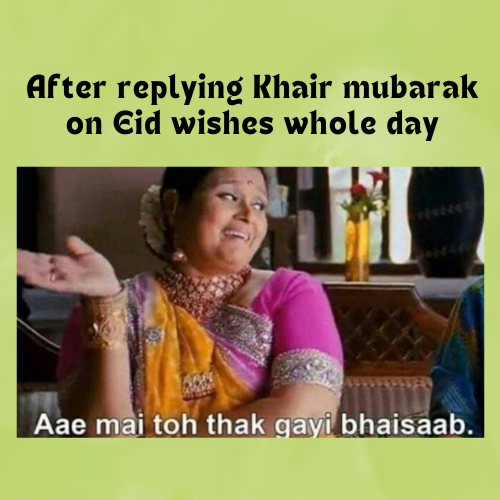 After replying Khair mubarak
on Eid wishes whole day
Aae mai toh thak gayi bhaisaab.